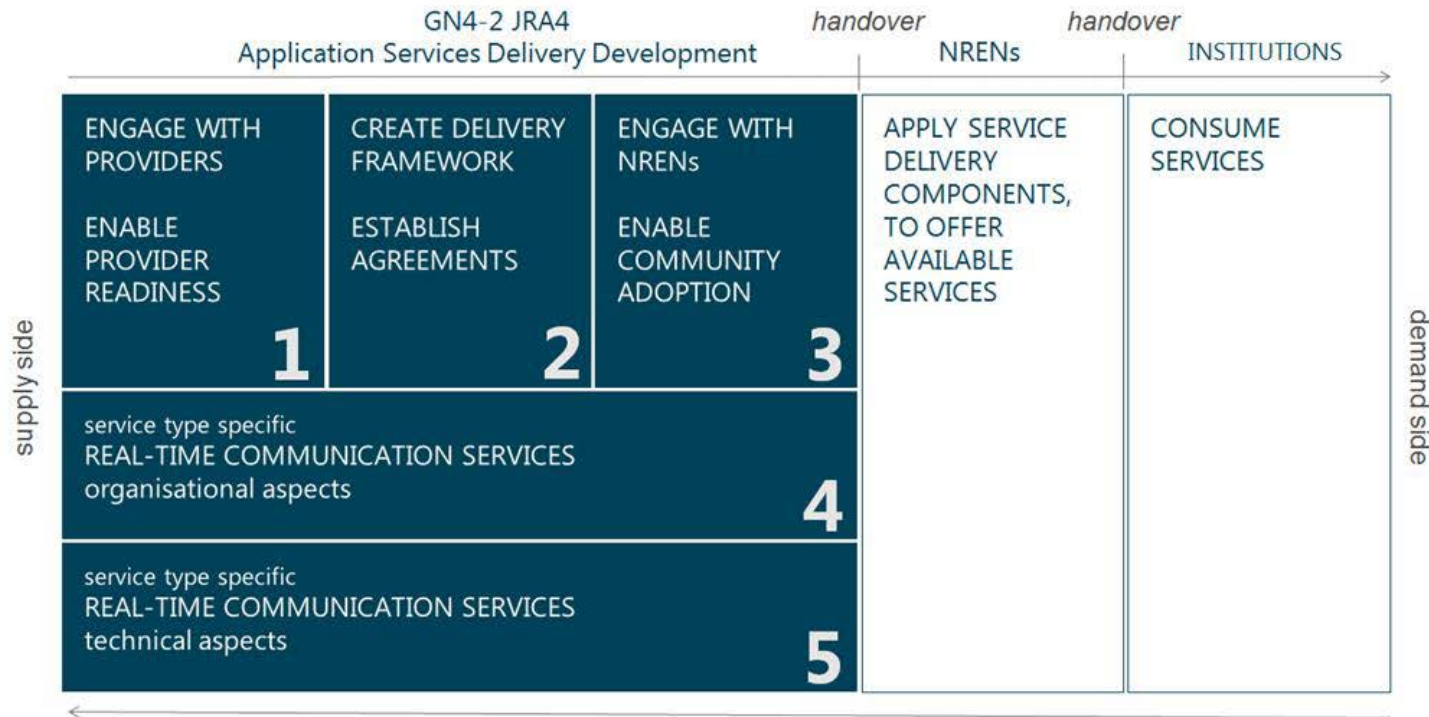 GN4-2 JRA4
Application Services Delivery Development
handover
NRENs
handover
INSTITUTIONS
supply side
ENGAGE WITH
PROVIDERS
ENABLE
PROVIDER
READINESS
1
CREATE DELIVERY
FRAMEWORK
ESTABLISH
AGREEMENTS
2
ENGAGE WITH
NRENs
ENABLE
COMMUNITY
ADOPTION
3
APPLY SERVICE
DELIVERY
COMPONENTS,
TO OFFER
AVAILABLE
SERVICES
CONSUME
SERVICES
demand side
service type specific
REAL-TIME COMMUNICATION SERVICES
organisational aspects
4
service type specific
REAL-TIME COMMUNICATION SERVICES
technical aspects
5